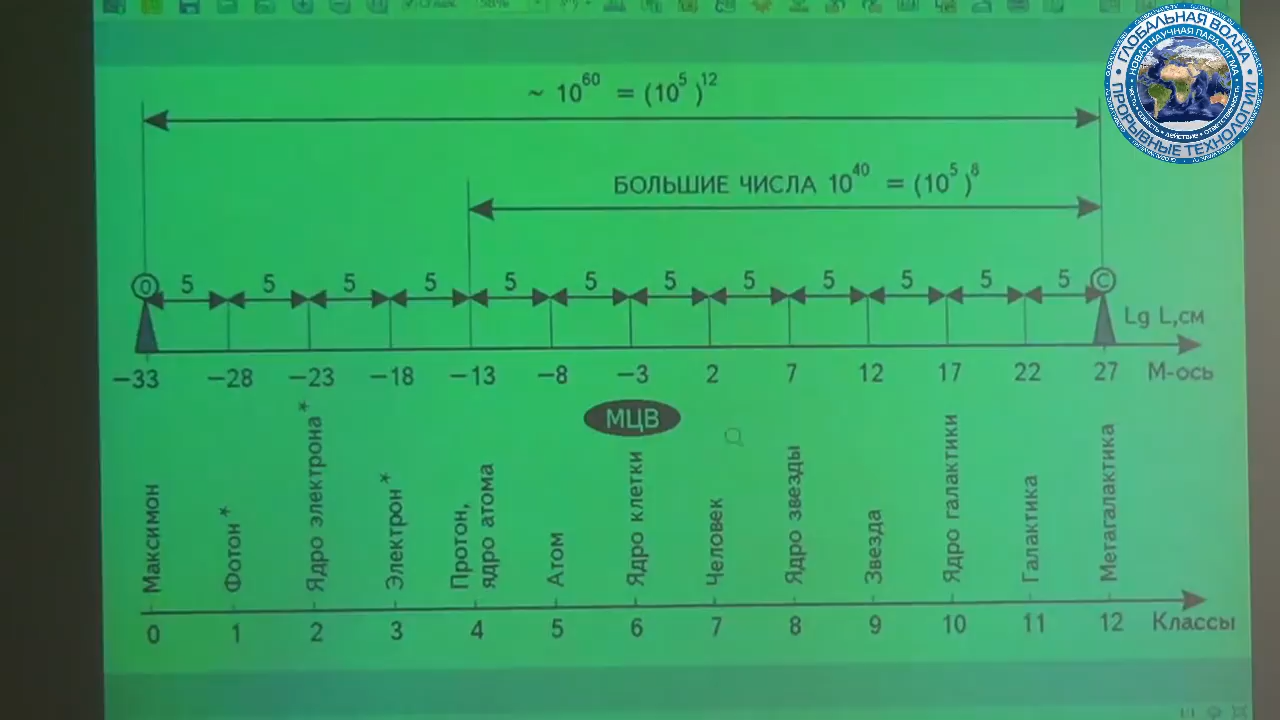 ГЛОБАЛЬНАЯ ВОЛНА
НОВАЯ НАУЧНАЯ ПАРАДИГМА
ПРОРЫВНЫЕ ТЕХНОЛОГИИ
~ 10^60 = (10^5)^12
БОЛЬШИЕ ЧИСЛА 10^40 = (10^5)^8
0 5 5 5 5 5 5 5 5 5 5 5 5 C
Lg L,см
−33 −28 −23 −18 −13 −8 −3 2 7 12 17 22 27 М-ось
МЦВ
Максимон
Фотон*
Ядро электрона*
Электрон*
Протон,
ядро атома
Атом
Ядро клетки
Человек
Ядро звезды
Звезда
Ядро галактики
Галактика
Метагалактика
0 1 2 3 4 5 6 7 8 9 10 11 12 Классы